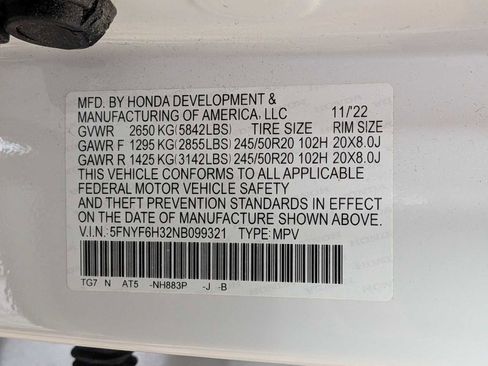 MFD. BY HONDA DEVELOPMENT &
MANUFACTURING OF AMERICA, LLC 11/'22
GVWR 2650 KG(5842LBS) TIRE SIZE RIM SIZE
GAWR F 1295 KG(2855LBS) 245/50R20 102H 20X8.0J
GAWR R 1425 KG(3142LBS) 245/50R20 102H 20X8.0J
THIS VEHICLE CONFORMS TO ALL APPLICABLE
FEDERAL MOTOR VEHICLE SAFETY
AND THEFT PREVENTION STANDARDS IN EFFECT
ON THE DATE OF MANUFACTURE SHOWN ABOVE.
V.I.N.: 5FNYF6H32NB099321 TYPE: MPV
TG7 N AT5 -NH883P -J -B